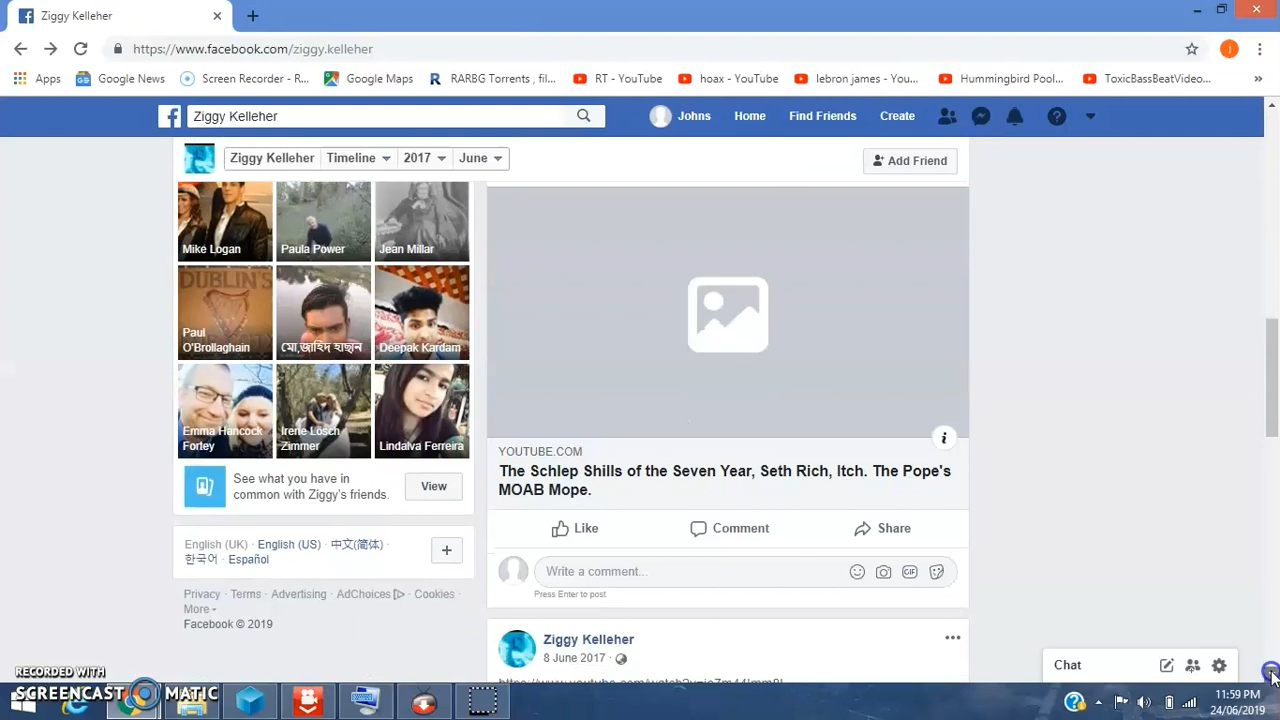 Ziggy Kelleher
https://www.facebook.com/ziggy.kelleher
j
Apps
Google News
Screen Recorder - R...
Google Maps
RARBG Torrents , fil...
RT - YouTube
hoax - YouTube
lebron james - You...
Hummingbird Pool...
ToxicBassBeatVideo...
»
Ziggy Kelleher
Johns
Home
Find Friends
Create
Ziggy Kelleher
Timeline
2017
June
Add Friend
Mike Logan
Paula Power
Jean Millar
DUBLIN'S
Paul
O'Brollaghain
মো,জাহিদ হাছান
Deepak Kardam
Emma Hancock
Forley
Irene Losch
Zimmer
Lindalva Ferreira
See what you have in
common with Ziggy's friends.
View
English (UK) · English (US) · 中文(简体) ·
한국어 · Español
Privacy · Terms · Advertising · AdChoices · Cookies ·
More
Facebook © 2019
YOUTUBE.COM
The Schlep Shills of the Seven Year, Seth Rich, Itch. The Pope's
MOAB Mope.
Like
Comment
Share
Write a comment...
GIF
Press Enter to post.
Ziggy Kelleher
8 June 2017 ·
Chat
RECORDED WITH
SCREENCAST MATIC
11:59 PM
24/06/2019